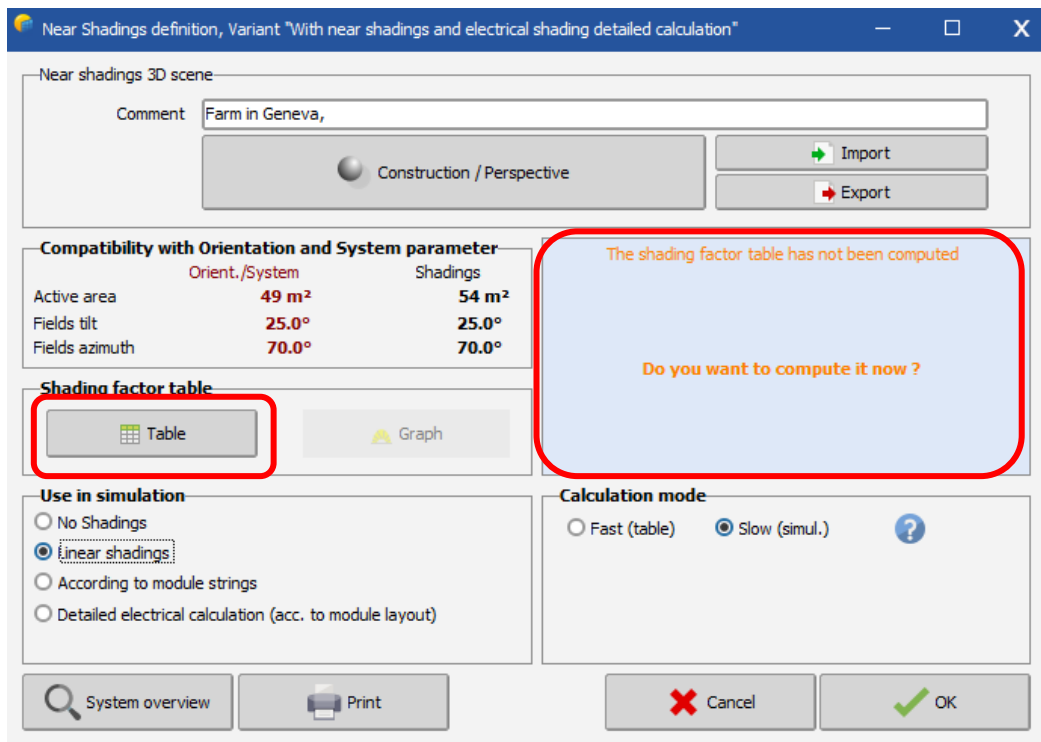 Near Shadings definition, Variant "With near shadings and electrical shading detailed calculation"
Near shadings 3D scene
Comment Farm in Geneva,
Construction / Perspective
Import
Export
Compatibility with Orientation and System parameter
Orient./System Shadings
Active area 49 m² 54 m²
Fields tilt 25.0° 25.0°
Fields azimuth 70.0° 70.0°
The shading factor table has not been computed
Do you want to compute it now ?
Shading factor table
Table Graph
Use in simulation
No Shadings
Linear shadings
According to module strings
Detailed electrical calculation (acc. to module layout)
Calculation mode
Fast (table) Slow (simul.) ?
System overview Print Cancel OK